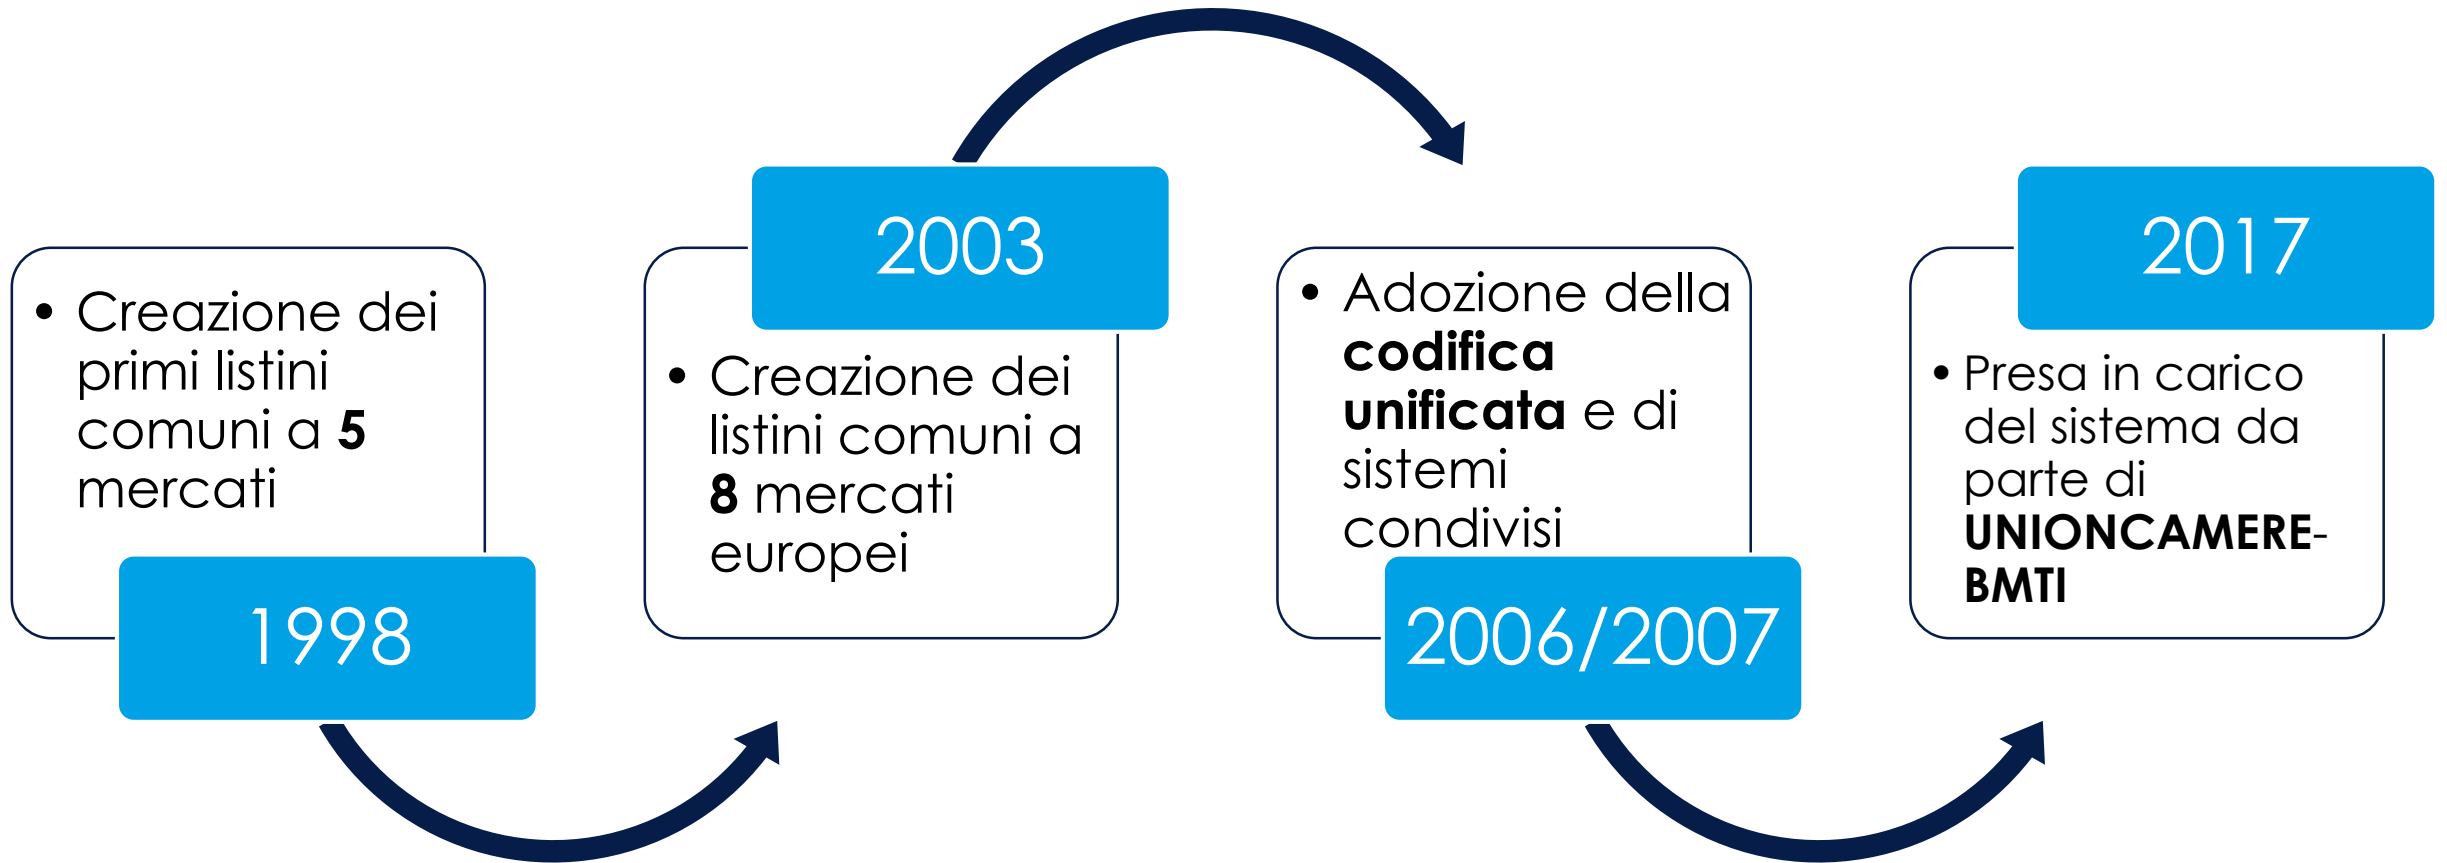 • Creazione dei
primi listini
comuni a 5
mercati
1998
2003
• Creazione dei
listini comuni a
8 mercati
europei
• Adozione della
codifica
unificata e di
sistemi
condivisi
2006/2007
2017
• Presa in carico
del sistema da
parte di
UNIONCAMERE-
BMTI